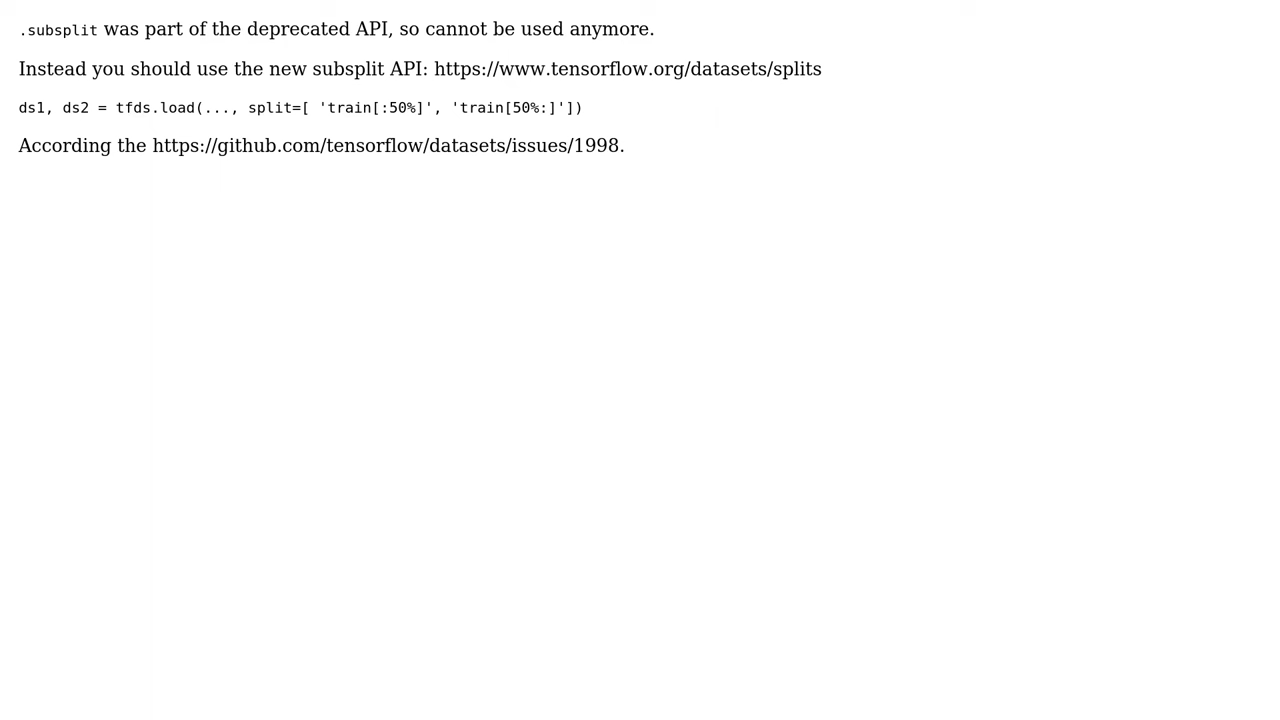 .subsplit was part of the deprecated API, so cannot be used anymore.
Instead you should use the new subsplit API: https://www.tensorflow.org/datasets/splits
ds1, ds2 = tfds.load(..., split=[ 'train[:50%]', 'train[50%:]'])
According the https://github.com/tensorflow/datasets/issues/1998.